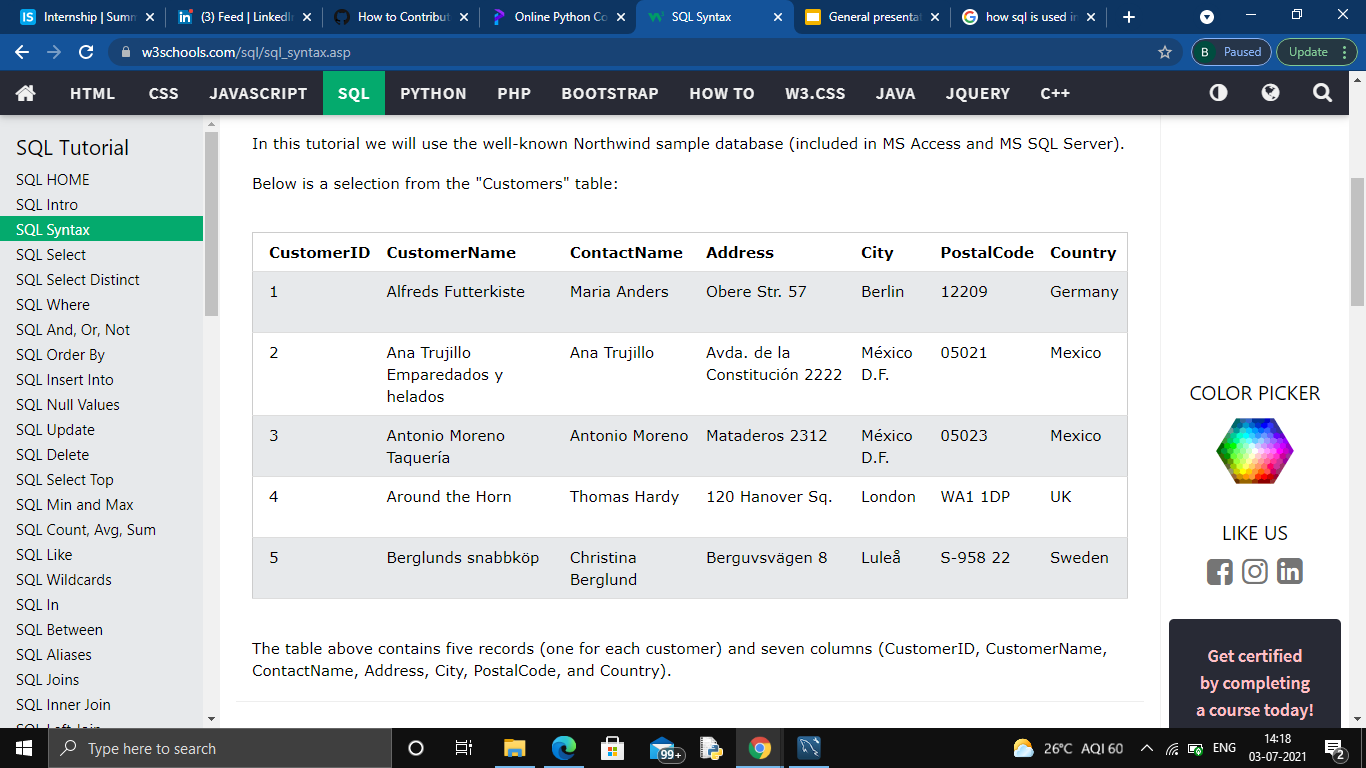 Internship | Summ
(3) Feed | LinkedIn
How to Contribut
Online Python Co
SQL Syntax
General presentat
how sql is used in
w3schools.com/sql/sql_syntax.asp
B Paused
Update
HTML CSS JAVASCRIPT SQL PYTHON PHP BOOTSTRAP HOW TO W3.CSS JAVA JQUERY C++
SQL Tutorial
SQL HOME
SQL Intro
SQL Syntax
SQL Select
SQL Select Distinct
SQL Where
SQL And, Or, Not
SQL Order By
SQL Insert Into
SQL Null Values
SQL Update
SQL Delete
SQL Select Top
SQL Min and Max
SQL Count, Avg, Sum
SQL Like
SQL Wildcards
SQL In
SQL Between
SQL Aliases
SQL Joins
SQL Inner Join
SQL Left Join
In this tutorial we will use the well-known Northwind sample database (included in MS Access and MS SQL Server).
Below is a selection from the "Customers" table:
CustomerID CustomerName ContactName Address City PostalCode Country
1 Alfreds Futterkiste Maria Anders Obere Str. 57 Berlin 12209 Germany
2 Ana Trujillo Ana Trujillo Avda. de la México 05021 Mexico
Emparedados y Constitución 2222 D.F.
helados
3 Antonio Moreno Antonio Moreno Mataderos 2312 México 05023 Mexico
Taquería D.F.
4 Around the Horn Thomas Hardy 120 Hanover Sq. London WA1 1DP UK
5 Berglunds snabbköp Christina Berguvsvägen 8 Luleå S-958 22 Sweden
Berglund
The table above contains five records (one for each customer) and seven columns (CustomerID, CustomerName,
ContactName, Address, City, PostalCode, and Country).
COLOR PICKER
LIKE US
Get certified
by completing
a course today!
Type here to search
99+
26°C AQI 60
ENG
14:18
03-07-2021
2